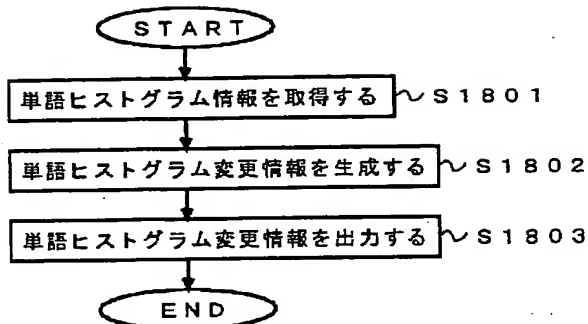 START
単語ヒストグラム情報を取得する ～S1801
単語ヒストグラム変更情報を生成する ～S1802
単語ヒストグラム変更情報を出力する ～S1803
END